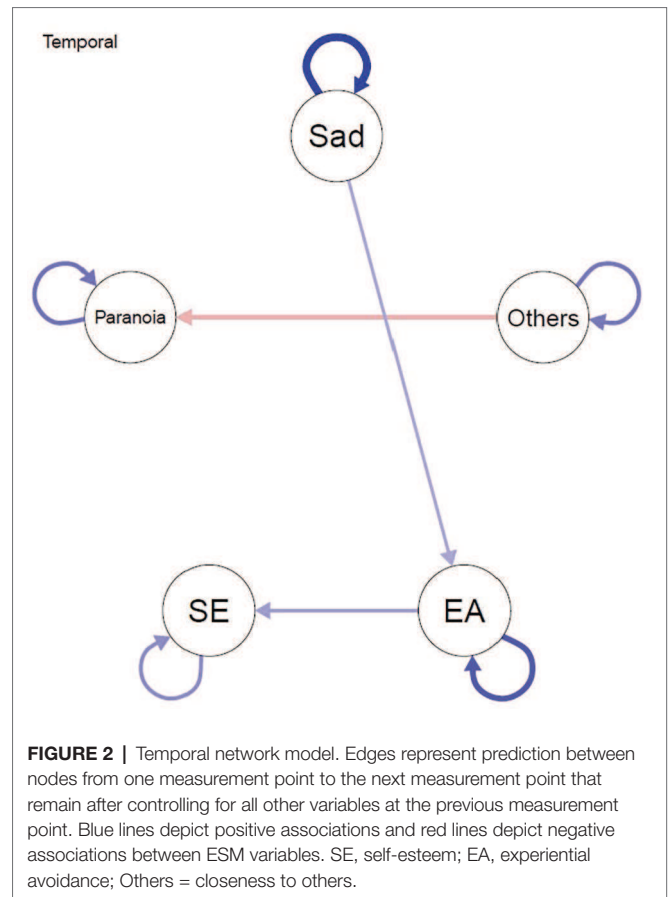 Temporal
Sad
Paranoia
Others
SE
EA
FIGURE 2 | Temporal network model. Edges represent prediction between
nodes from one measurement point to the next measurement point that
remain after controlling for all other variables at the previous measurement
point. Blue lines depict positive associations and red lines depict negative
associations between ESM variables. SE, self-esteem; EA, experiential
avoidance; Others = closeness to others.